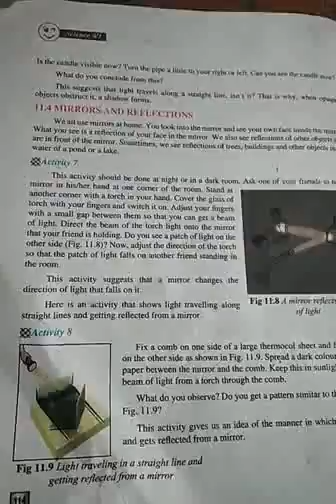 Science VI
Is the candle visible now? Turn the pipe a little to your right or left. Can you see the candle now?
What do you conclude from this?
This suggests that light travels along a straight line, isn't it? That is why, when opaque
objects obstruct it, a shadow forms.
11.4 MIRRORS AND REFLECTIONS
We all use mirrors at home. You look into the mirror and see your own face inside the
What you see is a reflection of your face in the mirror. We also see reflections of other objects
are in front of the mirror. Sometimes, we see reflections of trees, buildings and other objects in
water of a pond or a lake.
Activity 7
This activity should be done at night or in a dark room. Ask one of your friends to
mirror in his/her hand at one corner of the room. Stand at
another corner with a torch in your hand. Cover the glass of
torch with your fingers and switch it on. Adjust your fingers
with a small gap between them so that you can get a beam
of light. Direct the beam of the torch light onto the mirror
that your friend is holding. Do you see a patch of light on the
other side (Fig. 11.8)? Now, adjust the direction of the torch
so that the patch of light falls on another friend standing in
the room.
This activity suggests that a mirror changes the
direction of light that falls on it.
Here is an activity that shows light travelling along
straight lines and getting reflected from a mirror.
Fig 11.8 A mirror reflects
of light
Activity 8
Fix a comb on one side of a large thermocol sheet and
on the other side as shown in Fig. 11.9. Spread a dark colour
paper between the mirror and the comb. Keep this in sunlig
beam of light from a torch through the comb.
What do you observe? Do you get a pattern similar to th
Fig. 11.9?
This activity gives us an idea of the manner in which
and gets reflected from a mirror.
Fig 11.9 Light traveling in a straight line and
getting reflected from a mirror
114